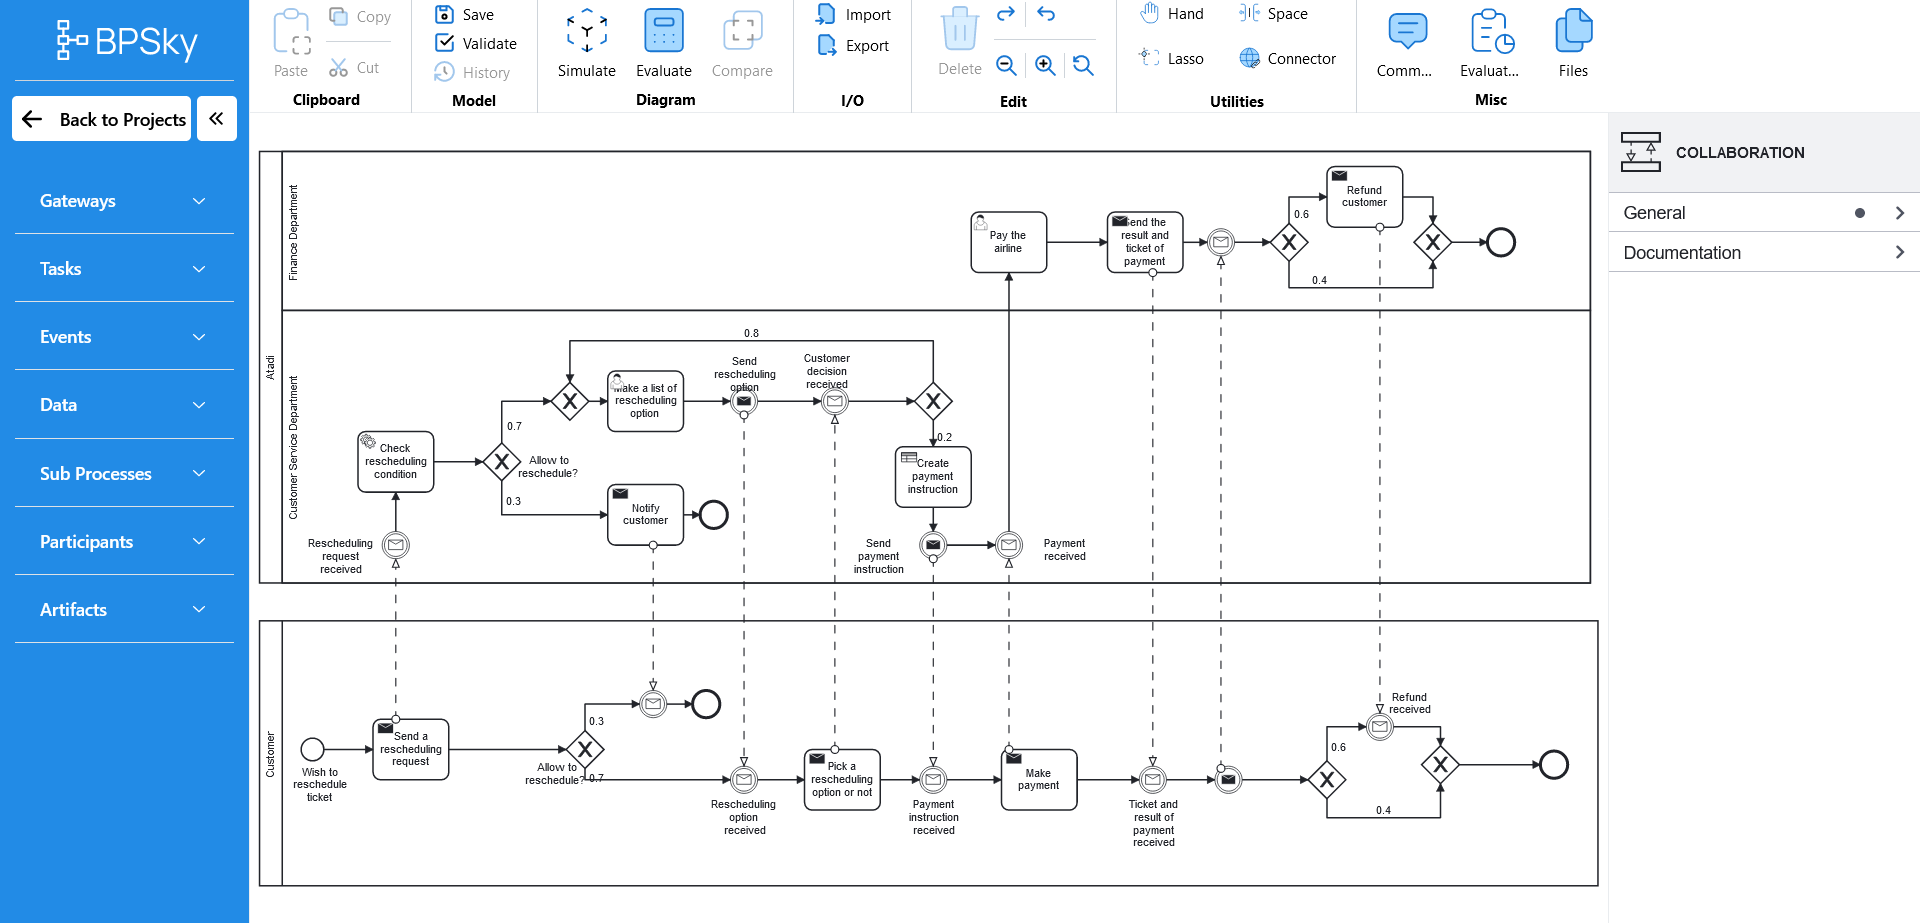 BPSky
Back to Projects
Gateways
Tasks
Events
Data
Sub Processes
Participants
Artifacts
Paste
Copy
Cut
Clipboard
Save
Validate
History
Model
Simulate
Evaluate
Compare
Diagram
Import
Export
I/O
Delete
Edit
Hand
Space
Lasso
Connector
Utilities
Comm...
Evaluat...
Files
Misc
COLLABORATION
General
Documentation
Atadi
Finance Department
Pay the
airline
Send the
result and
ticket of
payment
0.6
Refund
customer
0.4
Customer Service Department
0.8
Send
rescheduling
option
Customer
decision
received
Make a list of
rescheduling
option
0.7
Check
rescheduling
condition
Allow to
reschedule?
0.3
Notify
customer
Rescheduling
request
received
0.2
Create
payment
instruction
Send
payment
instruction
Payment
received
Customer
Wish to
reschedule
ticket
Send a
rescheduling
request
0.3
Allow to
reschedule?
0.7
Rescheduling
option
received
Pick a
rescheduling
option or not
Payment
instruction
received
Make
payment
Ticket and
result of
payment
received
0.6
Refund
received
0.4